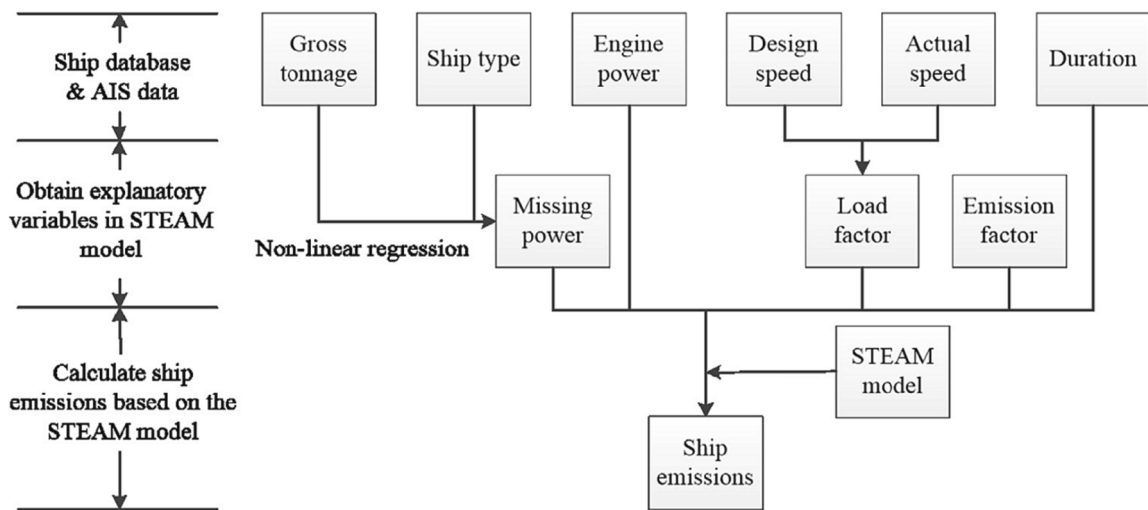 Ship database
& AIS data
Gross
tonnage
Ship type
Engine
power
Design
speed
Actual
speed
Duration
Obtain explanatory
variables in STEAM
model
Non-linear regression
Missing
power
Load
factor
Emission
factor
Calculate ship
emissions based on the
STEAM model
STEAM
model
Ship
emissions